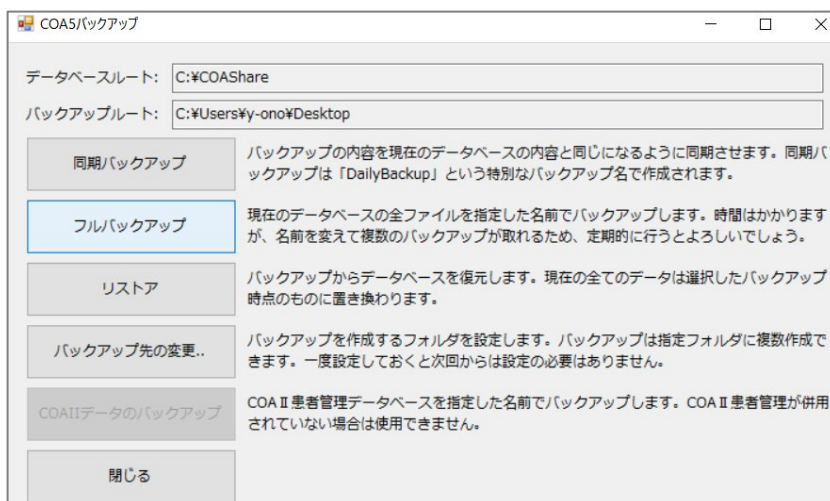 COA5バックアップ
データベースルート: C:¥COAShare
バックアップルート: C:¥Users¥y-ono¥Desktop
同期バックアップ
バックアップの内容を現在のデータベースの内容と同じになるように同期させます。同期バ
ックアップは「DailyBackup」という特別なバックアップ名で作成されます。
フルバックアップ
現在のデータベースの全ファイルを指定した名前でバックアップします。時間はかかります
が、名前を変えて複数のバックアップが取れるため、定期的に行うとよろしいでしょう。
リストア
バックアップからデータベースを復元します。現在の全てのデータは選択したバックアップ
時点のものに置き換わります。
バックアップ先の変更..
バックアップを作成するフォルダを設定します。バックアップは指定フォルダに複数作成で
きます。一度設定しておくと次回からは設定の必要はありません。
COAIIデータのバックアップ
COAⅡ患者管理データベースを指定した名前でバックアップします。COAⅡ患者管理が併用
されていない場合は使用できません。
閉じる